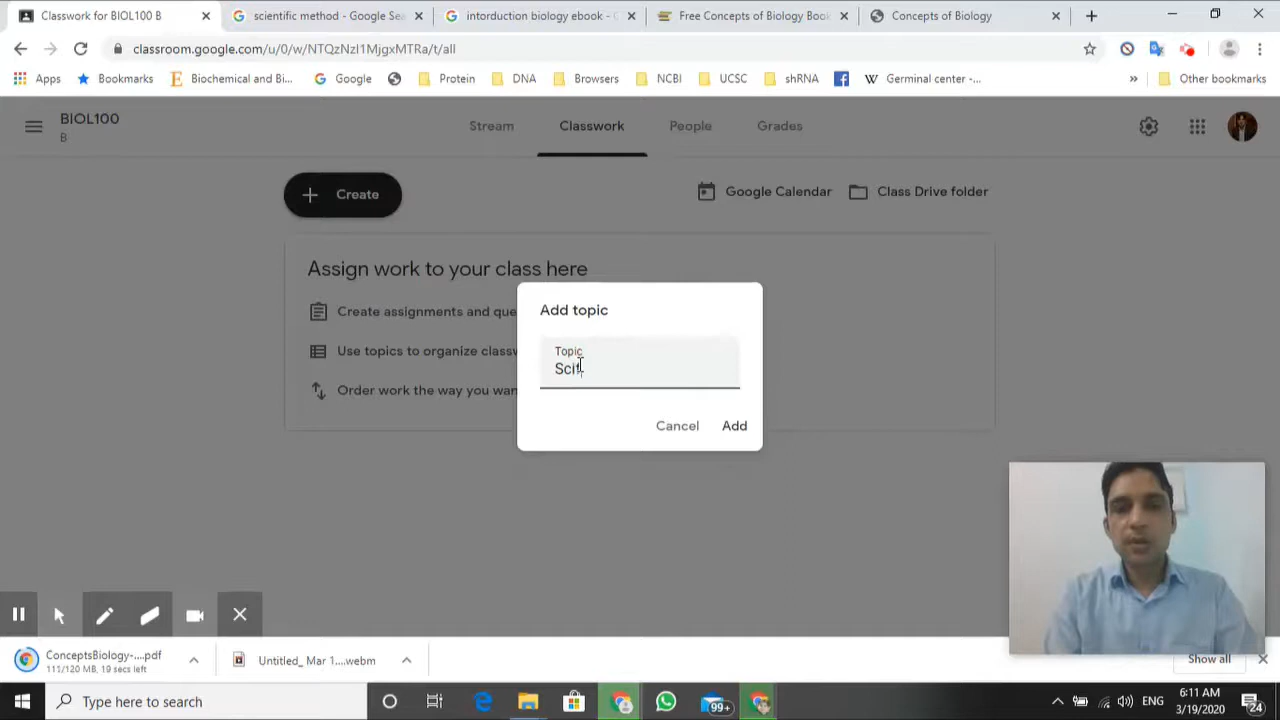 Classwork for BIOL100 B
scientific method - Google Sea
intorduction biology ebook - G
Free Concepts of Biology Book
Concepts of Biology
classroom.google.com/u/0/w/NTQzNzI1MjgxMTRa/t/all
Apps
Bookmarks
Biochemical and Bi...
Google
Protein
DNA
Browsers
NCBI
UCSC
shRNA
Germinal center -...
Other bookmarks
BIOL100
B
Stream
Classwork
People
Grades
Create
Google Calendar
Class Drive folder
Assign work to your class here
Create assignments and que
Use topics to organize classw
Order work the way you wan
Add topic
Topic
Cancel
Add
ConceptsBiology-....pdf
111/120 MB, 19 secs left
Untitled_ Mar 1....webm
Show all
Type here to search
99+
ENG
6:11 AM
3/19/2020
24